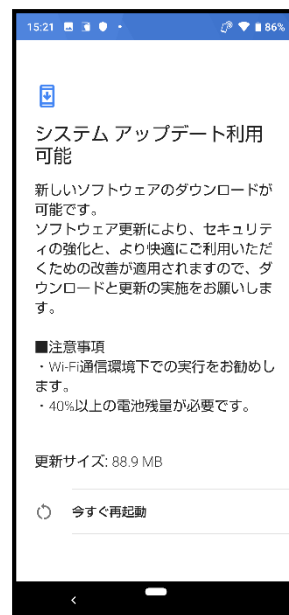 15:21 86%
システム アップデート利用
可能
新しいソフトウェアのダウンロードが
可能です。
ソフトウェア更新により、セキュリテ
ィの強化と、より快適にご利用いただ
くための改善が適用されますので、ダ
ウンロードと更新の実施をお願いしま
す。
■注意事項
・Wi-Fi通信環境下での実行をお勧めし
ます。
・40%以上の電池残量が必要です。
更新サイズ: 88.9 MB
今すぐ再起動